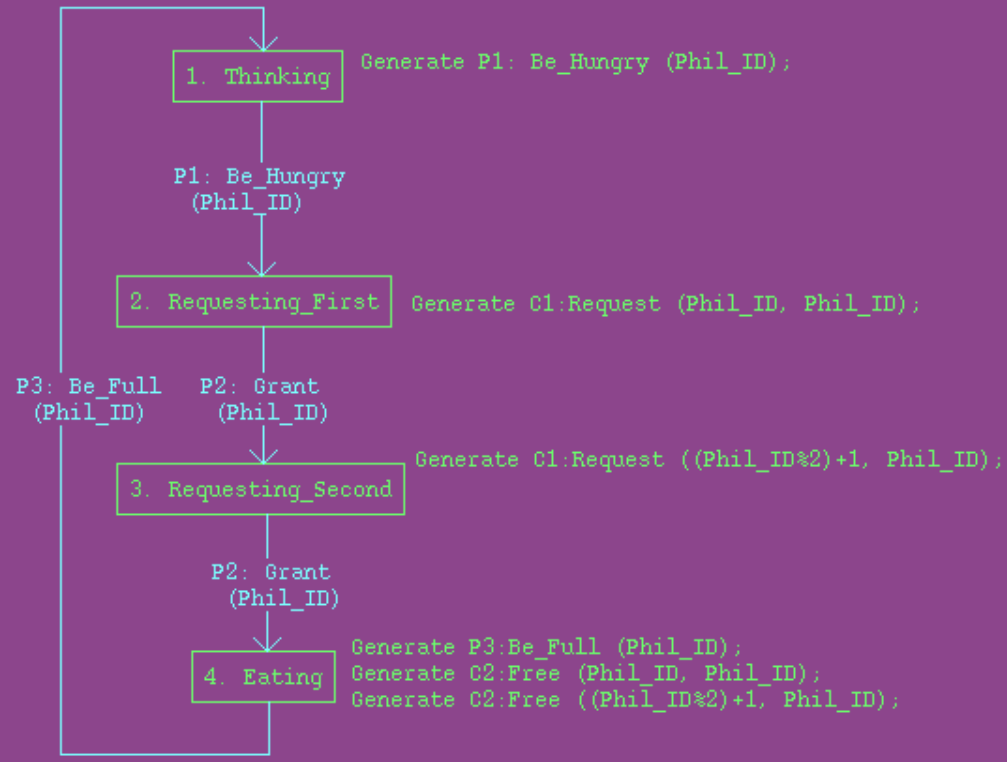 1. Thinking
Generate P1: Be_Hungry (Phil_ID);
P1: Be_Hungry
(Phil_ID)
2. Requesting_First
Generate C1:Request (Phil_ID, Phil_ID);
P3: Be_Full
(Phil_ID)
P2: Grant
(Phil_ID)
Generate C1:Request ((Phil_ID%2)+1, Phil_ID);
3. Requesting_Second
P2: Grant
(Phil_ID)
4. Eating
Generate P3:Be_Full (Phil_ID);
Generate C2:Free (Phil_ID, Phil_ID);
Generate C2:Free ((Phil_ID%2)+1, Phil_ID);